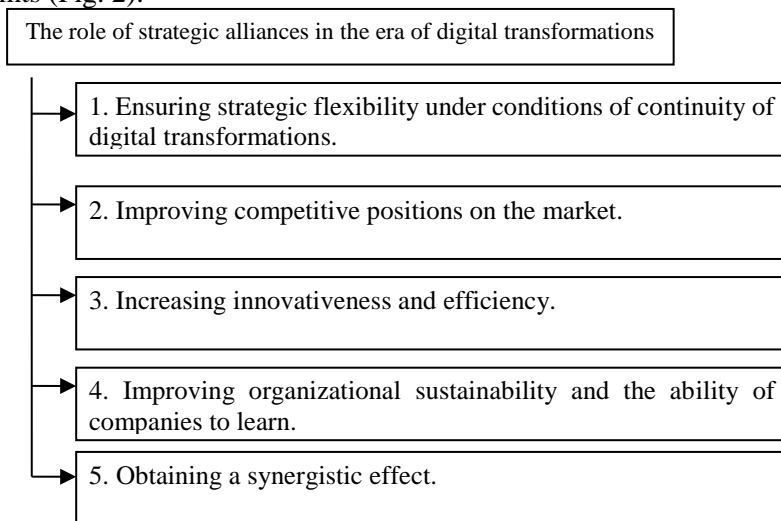 (Fig. 2).
The role of strategic alliances in the era of digital transformations
1. Ensuring strategic flexibility under conditions of continuity of
digital transformations.
2. Improving competitive positions on the market.
3. Increasing innovativeness and efficiency.
4. Improving organizational sustainability and the ability of
companies to learn.
5. Obtaining a synergistic effect.